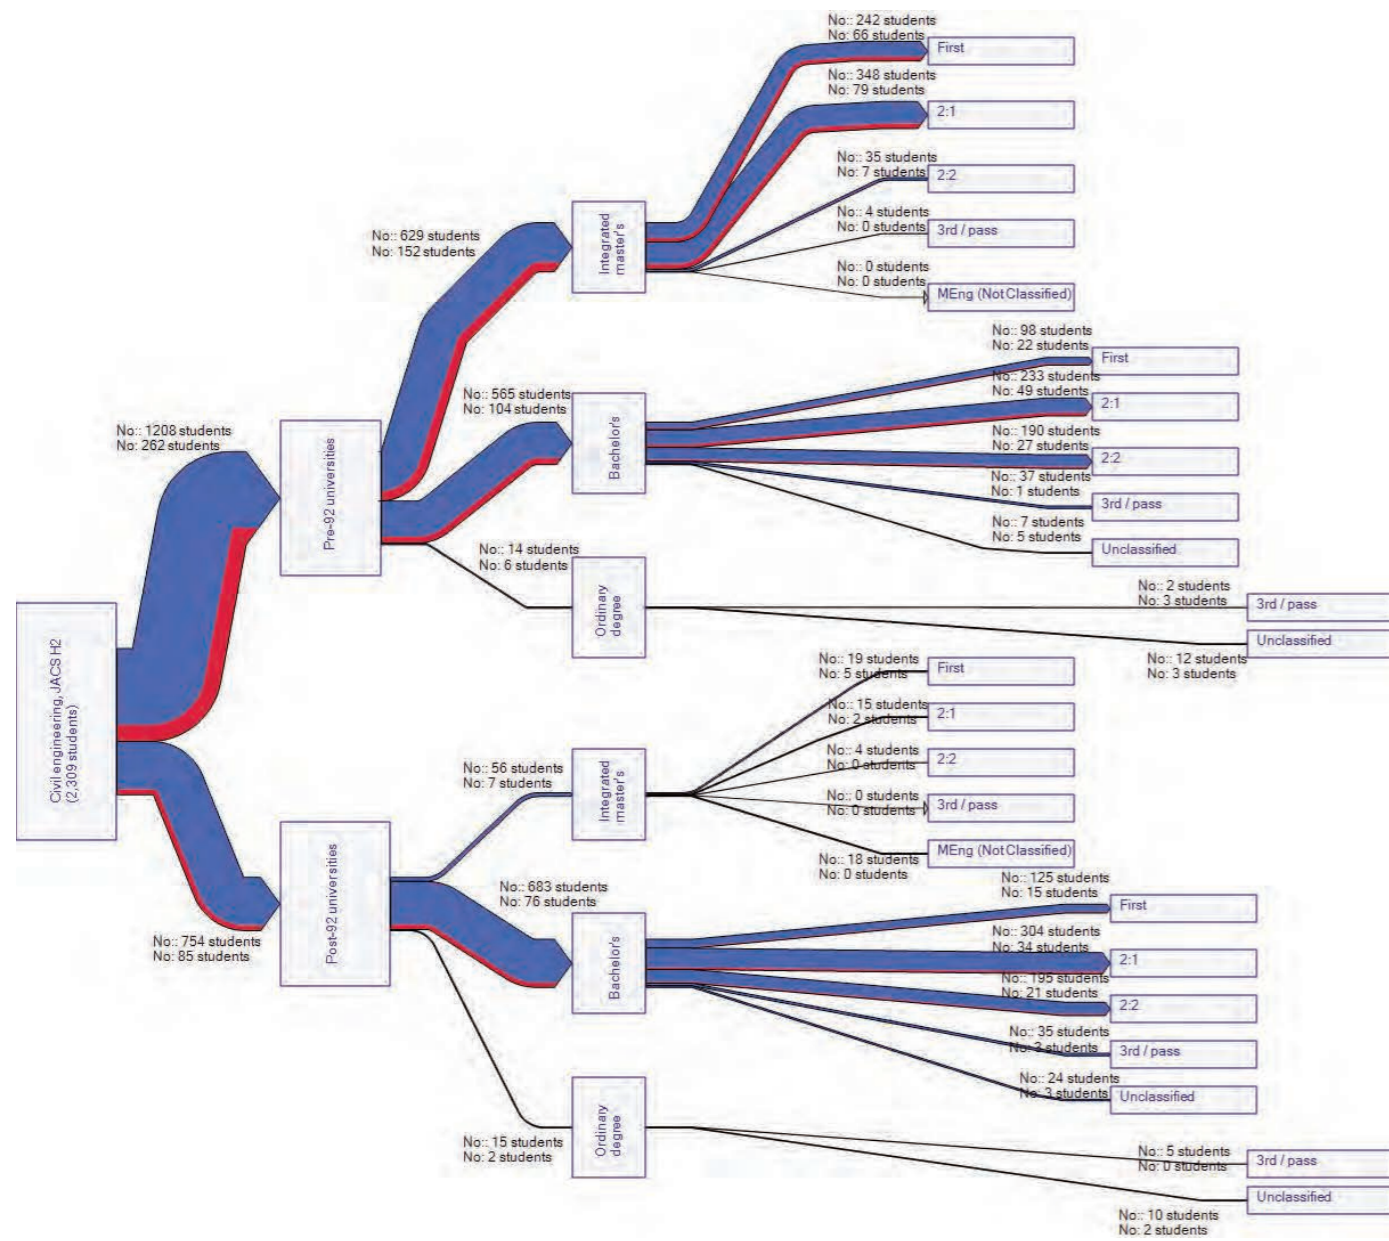 Civil engineering, JACS H2
(2,309 students)
No:: 1208 students
No: 262 students
Pre-92 universities
No:: 629 students
No: 152 students
Integrated
master's
No:: 242 students
No: 66 students
First
No:: 348 students
No: 79 students
2:1
No:: 35 students
No: 7 students
2:2
No:: 4 students
No: 0 students
3rd / pass
No:: 0 students
No: 0 students
MEng (Not Classified)
No:: 565 students
No: 104 students
Bachelor's
No:: 98 students
No: 22 students
First
No:: 233 students
No: 49 students
2:1
No:: 190 students
No: 27 students
2:2
No:: 37 students
No: 1 students
3rd / pass
No:: 7 students
No: 5 students
Unclassified
No:: 14 students
No: 6 students
Ordinary
degree
No:: 2 students
No: 3 students
3rd / pass
Unclassified
No:: 12 students
No: 3 students
No:: 754 students
No: 85 students
Post-92 universities
No:: 56 students
No: 7 students
Integrated
master's
No:: 19 students
No: 5 students
First
No:: 15 students
No: 2 students
2:1
No:: 4 students
No: 0 students
2:2
No:: 0 students
No: 0 students
3rd / pass
MEng (Not Classified)
No:: 18 students
No: 0 students
No:: 683 students
No: 76 students
Bachelor's
No:: 125 students
No: 15 students
First
No:: 304 students
No: 34 students
2:1
No:: 195 students
No: 21 students
2:2
No:: 35 students
No: 3 students
3rd / pass
No:: 24 students
No: 3 students
Unclassified
No:: 15 students
No: 2 students
Ordinary
degree
No:: 5 students
No: 0 students
3rd / pass
Unclassified
No:: 10 students
No: 2 students